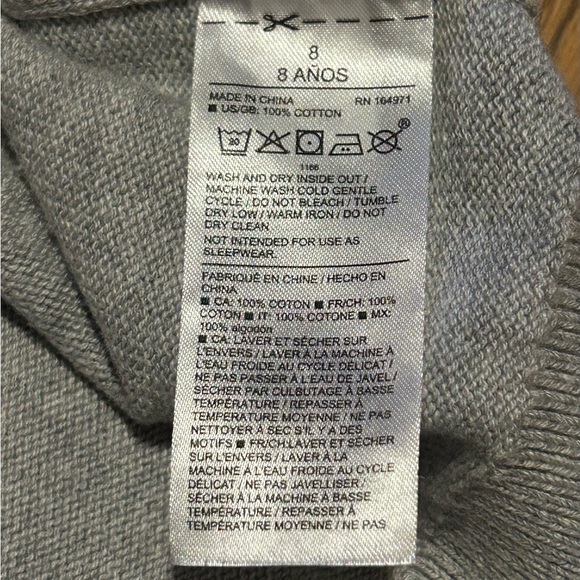 8
8 AÑOS
MADE IN CHINA RN 164971
■ US/GB: 100% COTTON
30
®
1166
WASH AND DRY INSIDE OUT /
MACHINE WASH COLD GENTLE
CYCLE / DO NOT BLEACH / TUMBLE
DRY LOW / WARM IRON / DO NOT
DRY CLEAN
NOT INTENDED FOR USE AS
SLEEPWEAR.
FABRIQUÉ EN CHINE / HECHO EN
CHINA
■ CA: 100% COTON ■ FR/CH: 100%
COTON ■ IT: 100% COTONE ■ MX:
100% algodón
■ CA: LAVER ET SÉCHER SUR
L'ENVERS / LAVER À LA MACHINE À
L'EAU FROIDE AU CYCLE DÉLICAT /
NE PAS PASSER À L'EAU DE JAVEL /
SÉCHER PAR CULBUTAGE À BASSE
TEMPÉRATURE / REPASSER À
TEMPÉRATURE MOYENNE / NE PAS
NETTOYER À SEC S'IL Y A DES
MOTIFS ■ FR/CH:LAVER ET SÉCHER
SUR L'ENVERS / LAVER À LA
MACHINE À L'EAU FROIDE AU CYCLE
DÉLICAT / NE PAS JAVELLISER /
SÉCHER À LA MACHINE À BASSE
TEMPÉRATURE / REPASSER À
TEMPÉRATURE MOYENNE / NE PAS